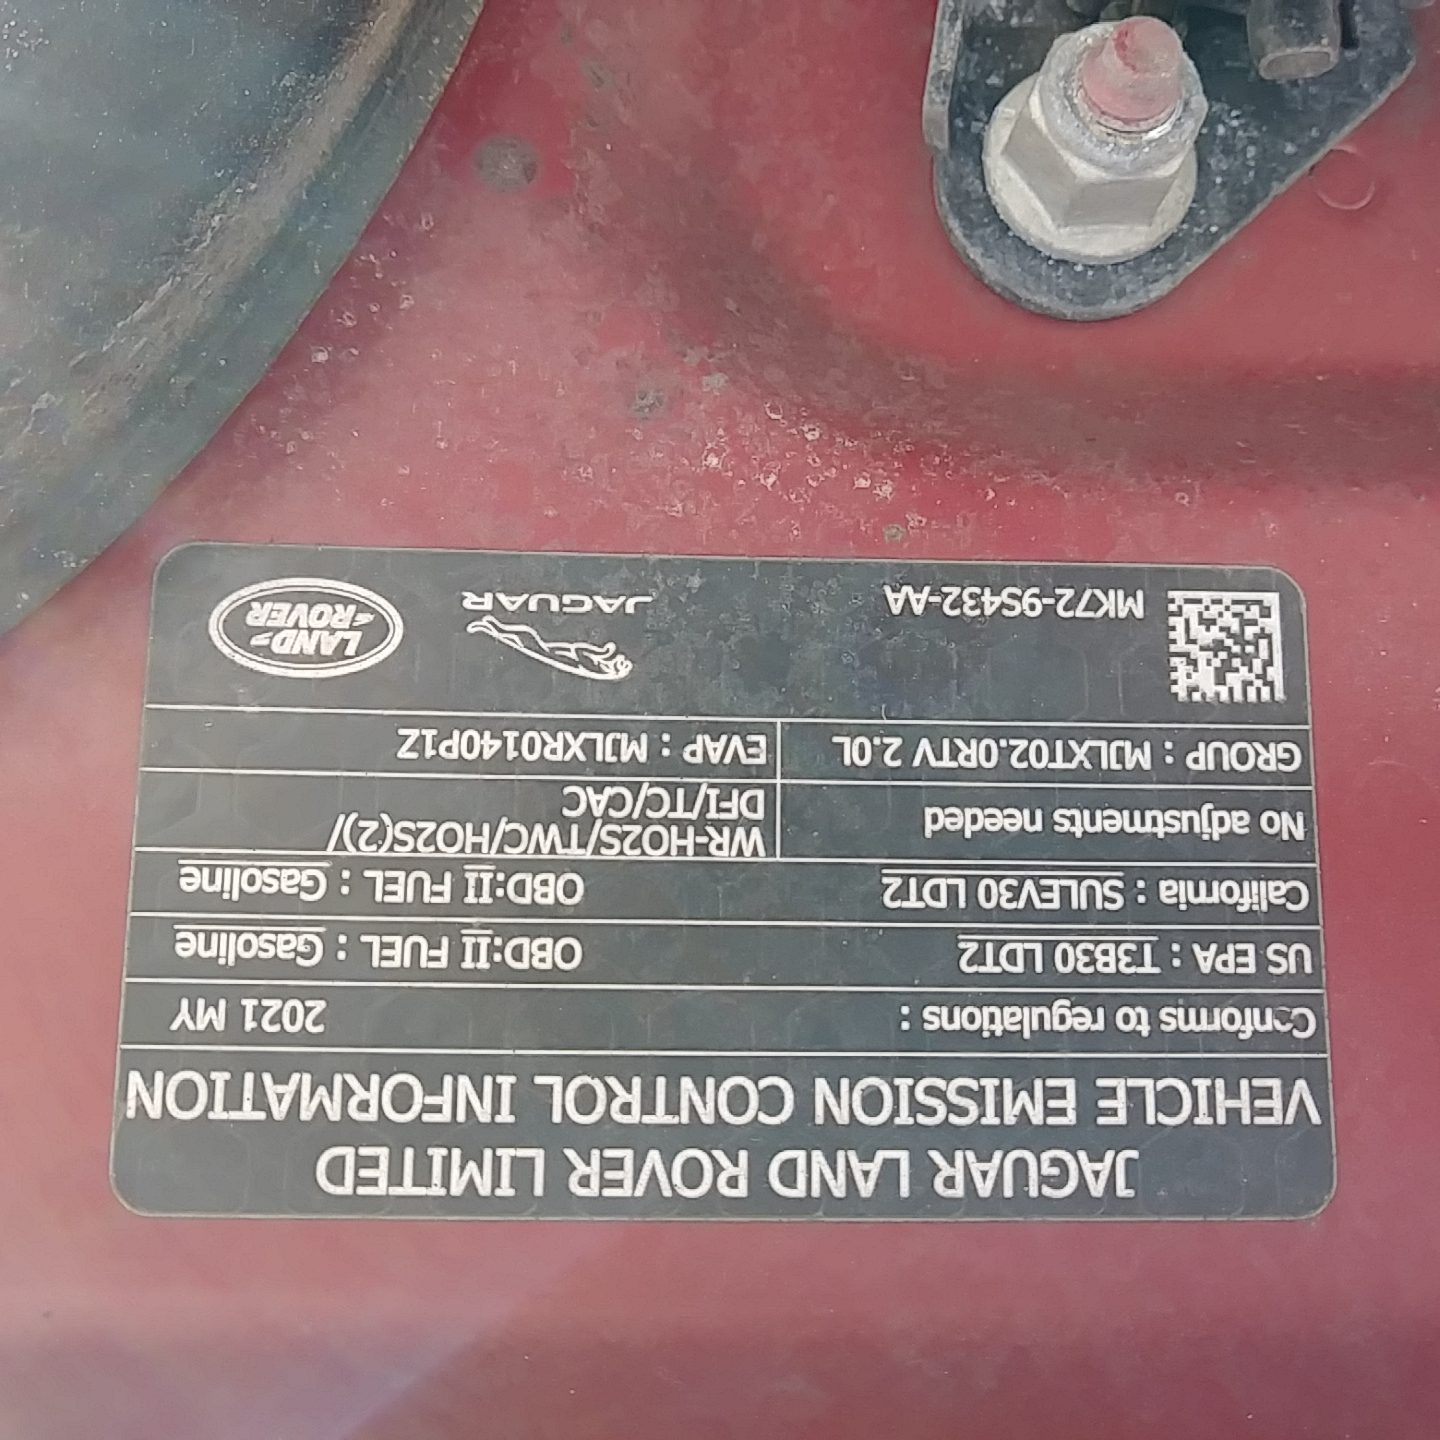 JAGUAR LAND ROVER LIMITED
VEHICLE EMISSION CONTROL INFORMATION
Conforms to regulations : 2021 MY
US EPA : T3B30 LDT2 OBD:II FUEL : Gasoline
California : SULEV30 LDT2 OBD:II FUEL : Gasoline
No adjustments needed
WR-HO2S/TWC/HO2S(2)/
DFI/TC/CAC
GROUP : MJLXT02.0RTV 2.0L EVAP : MJLXR0140P1Z
MK72-9S432-AA
JAGUAR
LAND
ROVER